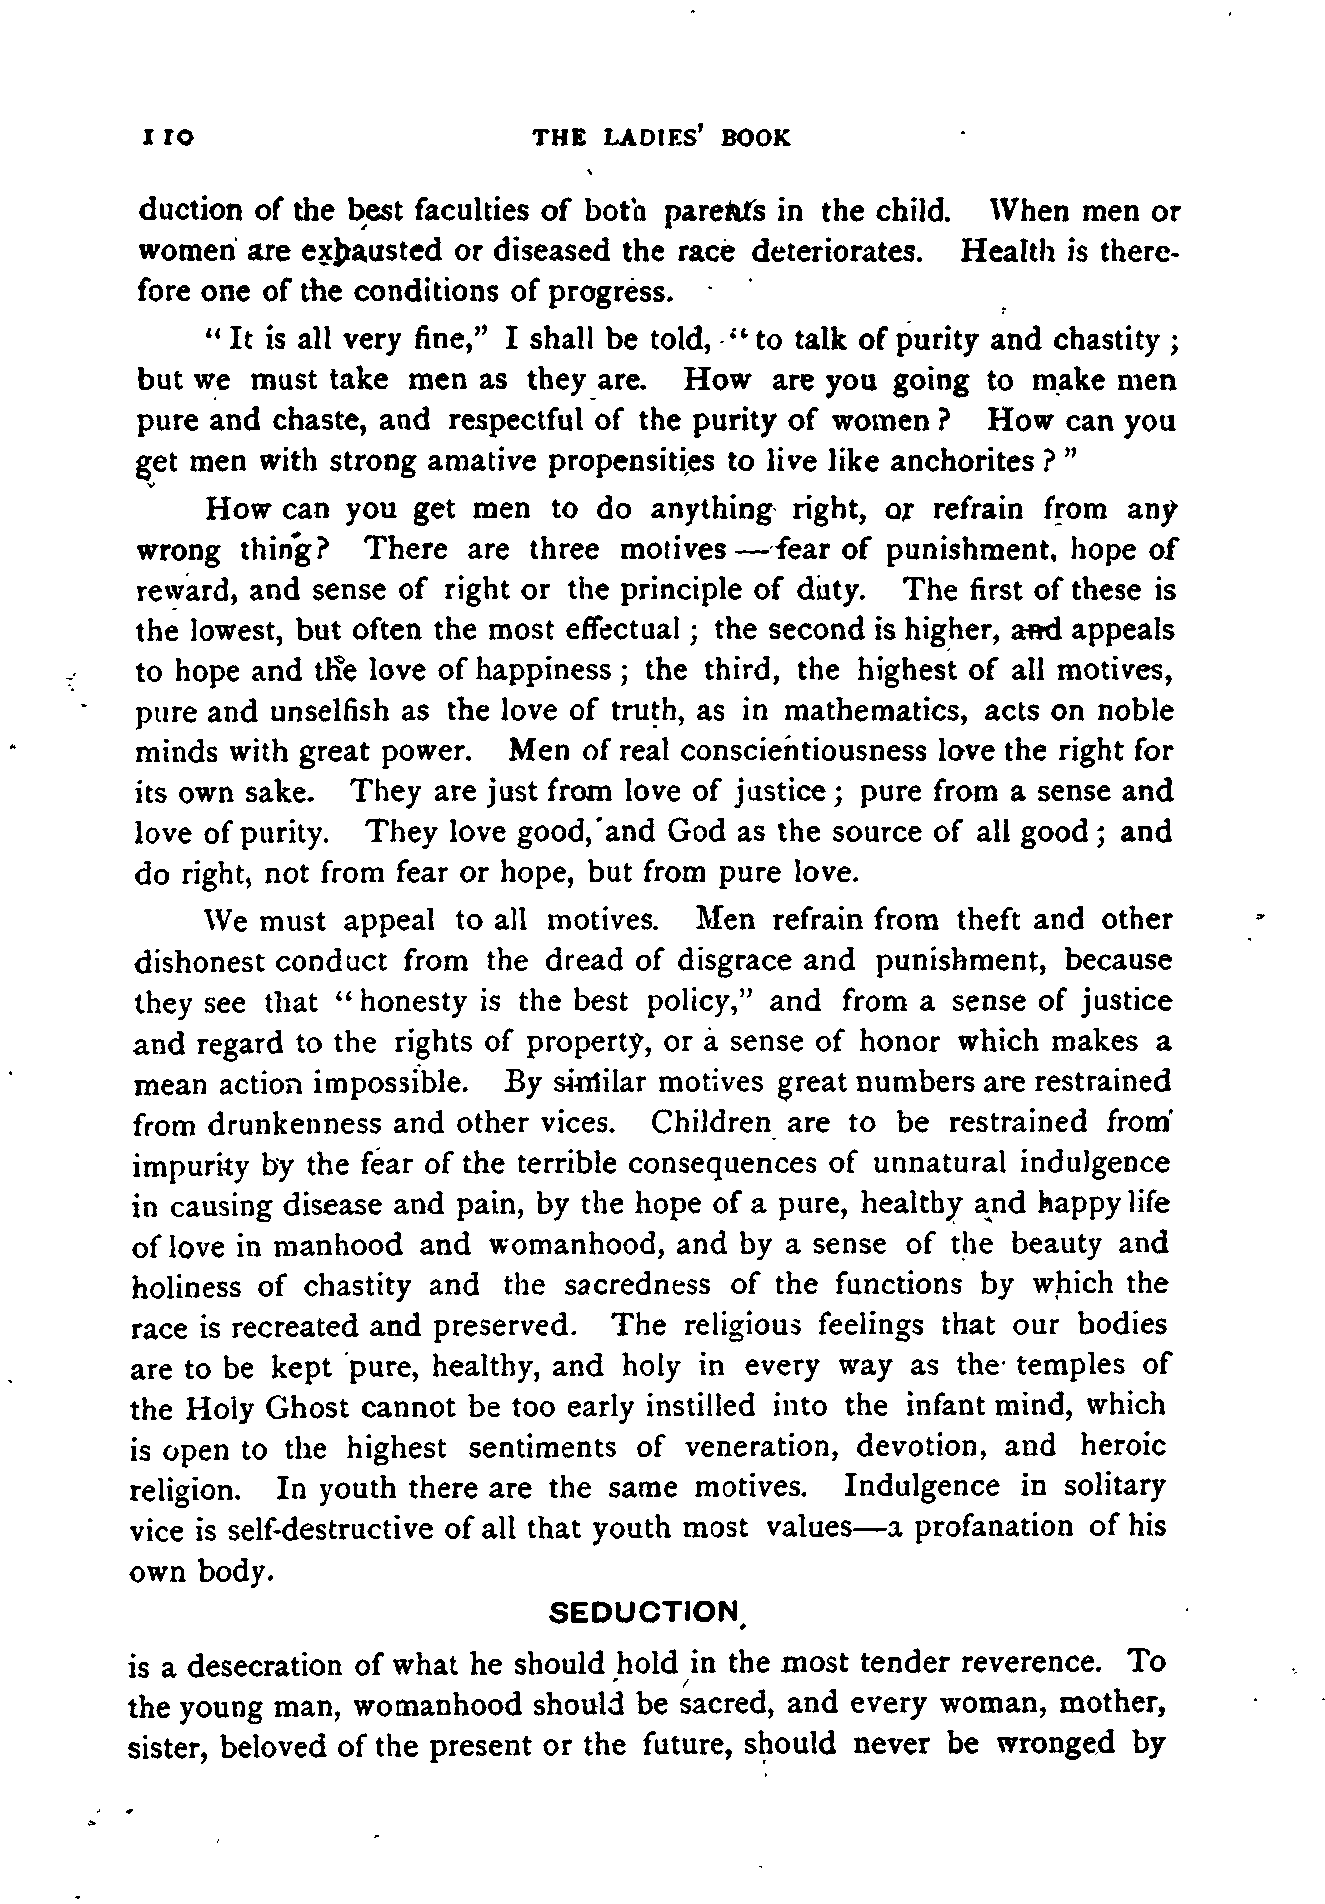 110 THE LADIES' BOOK
duction of the best faculties of both parents in the child. When men or
women are exhausted or diseased the race deteriorates. Health is there-
fore one of the conditions of progress.
"It is all very fine," I shall be told, "to talk of purity and chastity ;
but we must take men as they are. How are you going to make men
pure and chaste, and respectful of the purity of women ? How can you
get men with strong amative propensities to live like anchorites ? "
How can you get men to do anything right, or refrain from any
wrong thing? There are three motives — fear of punishment, hope of
reward, and sense of right or the principle of duty. The first of these is
the lowest, but often the most effectual ; the second is higher, and appeals
to hope and the love of happiness ; the third, the highest of all motives,
pure and unselfish as the love of truth, as in mathematics, acts on noble
minds with great power. Men of real conscientiousness love the right for
its own sake. They are just from love of justice ; pure from a sense and
love of purity. They love good, and God as the source of all good ; and
do right, not from fear or hope, but from pure love.
We must appeal to all motives. Men refrain from theft and other
dishonest conduct from the dread of disgrace and punishment, because
they see that "honesty is the best policy," and from a sense of justice
and regard to the rights of property, or a sense of honor which makes a
mean action impossible. By similar motives great numbers are restrained
from drunkenness and other vices. Children are to be restrained from
impurity by the fear of the terrible consequences of unnatural indulgence
in causing disease and pain, by the hope of a pure, healthy and happy life
of love in manhood and womanhood, and by a sense of the beauty and
holiness of chastity and the sacredness of the functions by which the
race is recreated and preserved. The religious feelings that our bodies
are to be kept pure, healthy, and holy in every way as the temples of
the Holy Ghost cannot be too early instilled into the infant mind, which
is open to the highest sentiments of veneration, devotion, and heroic
religion. In youth there are the same motives. Indulgence in solitary
vice is self-destructive of all that youth most values—a profanation of his
own body.
SEDUCTION
is a desecration of what he should hold in the most tender reverence. To
the young man, womanhood should be sacred, and every woman, mother,
sister, beloved of the present or the future, should never be wronged by